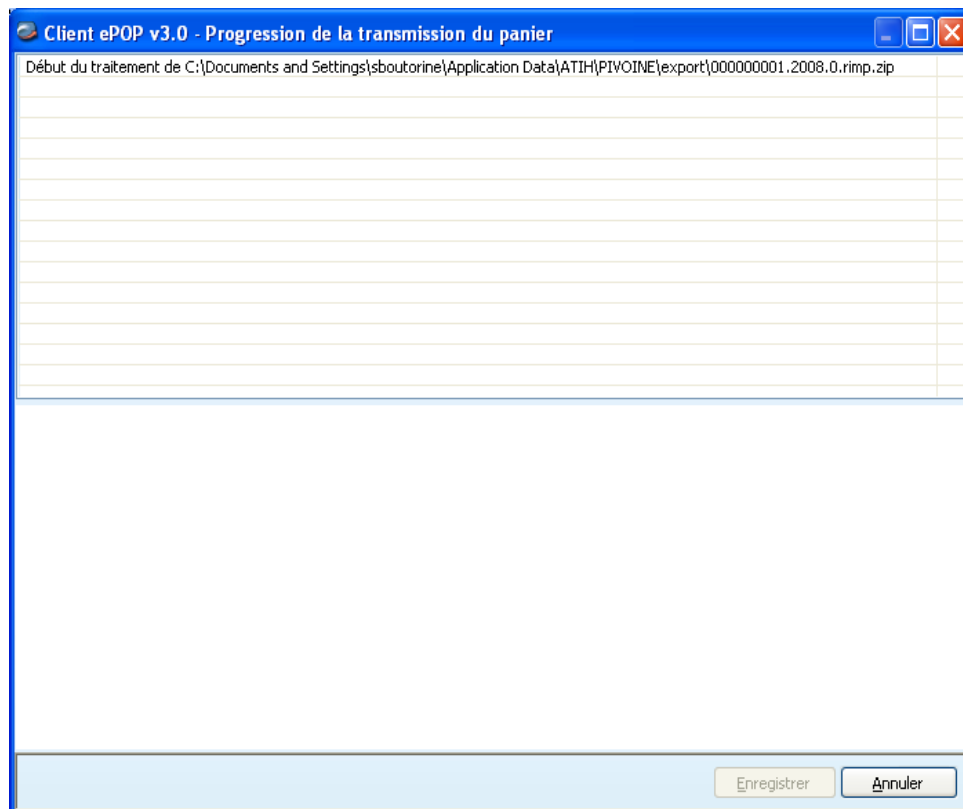 Client ePOP v3.0 - Progression de la transmission du panier
Début du traitement de C:\Documents and Settings\sboutorine\Application Data\ATIH\PIVOINE\export\000000001.2008.0.rimp.zip
Enregistrer
Annuler